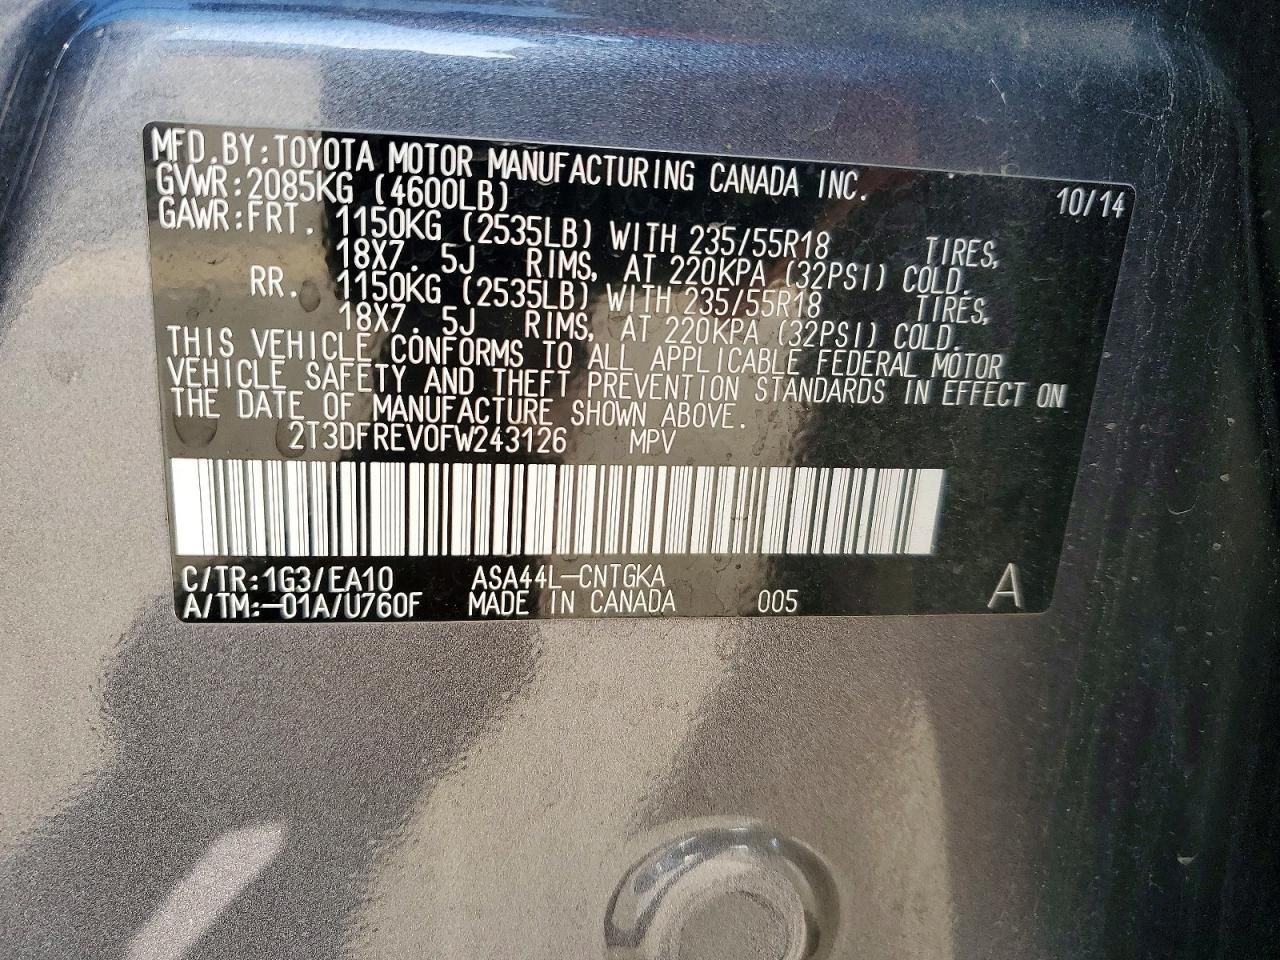 MFD.BY:TOYOTA MOTOR MANUFACTURING CANADA INC. 10/14
GVWR:2085KG (4600LB)
GAWR:FRT. 1150KG (2535LB) WITH 235/55R18 TIRES,
18X7.5J RIMS, AT 220KPA (32PSI) COLD.
RR. 1150KG (2535LB) WITH 235/55R18 TIRES,
18X7.5J RIMS, AT 220KPA (32PSI) COLD.
THIS VEHICLE CONFORMS TO ALL APPLICABLE FEDERAL MOTOR
VEHICLE SAFETY AND THEFT PREVENTION STANDARDS IN EFFECT ON
THE DATE OF MANUFACTURE SHOWN ABOVE.
2T3DFREV0FW243126 MPV
C/TR:1G3/EA10 ASA44L-CNTGKA A
A/TM:-01A/U760F MADE IN CANADA 005